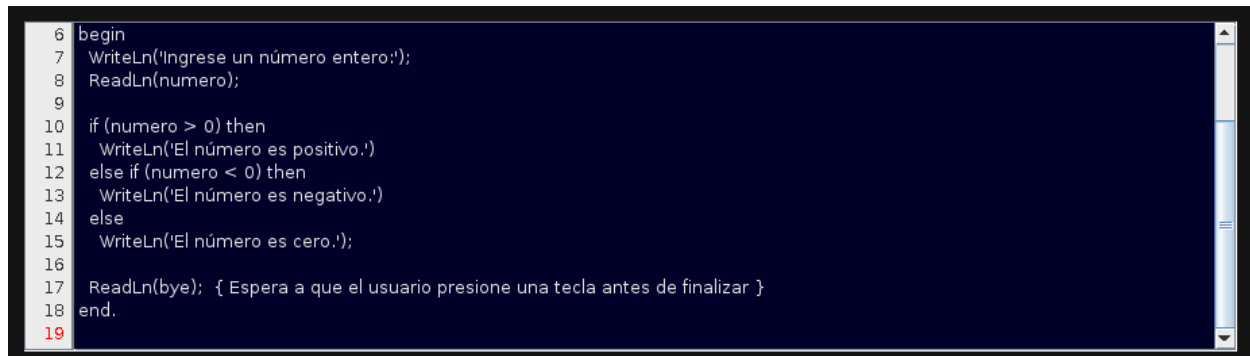 6 begin
7 WriteLn('Ingrese un número entero:');
8 ReadLn(numero);
9
10 if (numero > 0) then
11 WriteLn('El número es positivo.')
12 else if (numero < 0) then
13 WriteLn('El número es negativo.')
14 else
15 WriteLn('El número es cero.');
16
17 ReadLn(bye); { Espera a que el usuario presione una tecla antes de finalizar }
18 end.
19